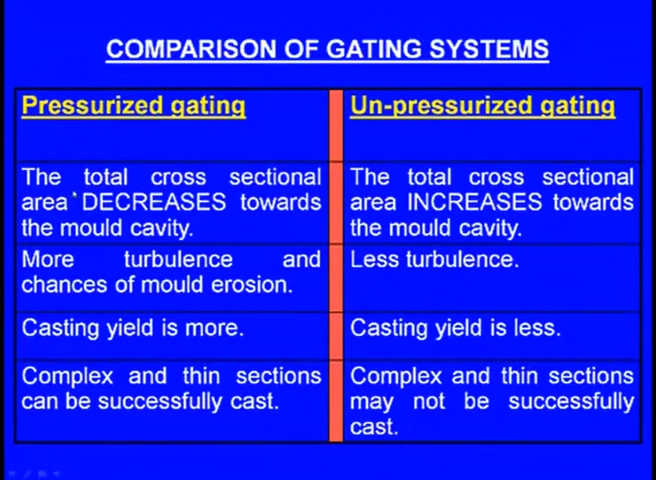 COMPARISON OF GATING SYSTEMS
Pressurized gating
Un-pressurized gating
The total cross sectional
area DECREASES towards
the mould cavity.
The total cross sectional
area INCREASES towards
the mould cavity.
More turbulence and
chances of mould erosion.
Less turbulence.
Casting yield is more.
Casting yield is less.
Complex and thin sections
can be successfully cast.
Complex and thin sections
may not be successfully
cast.